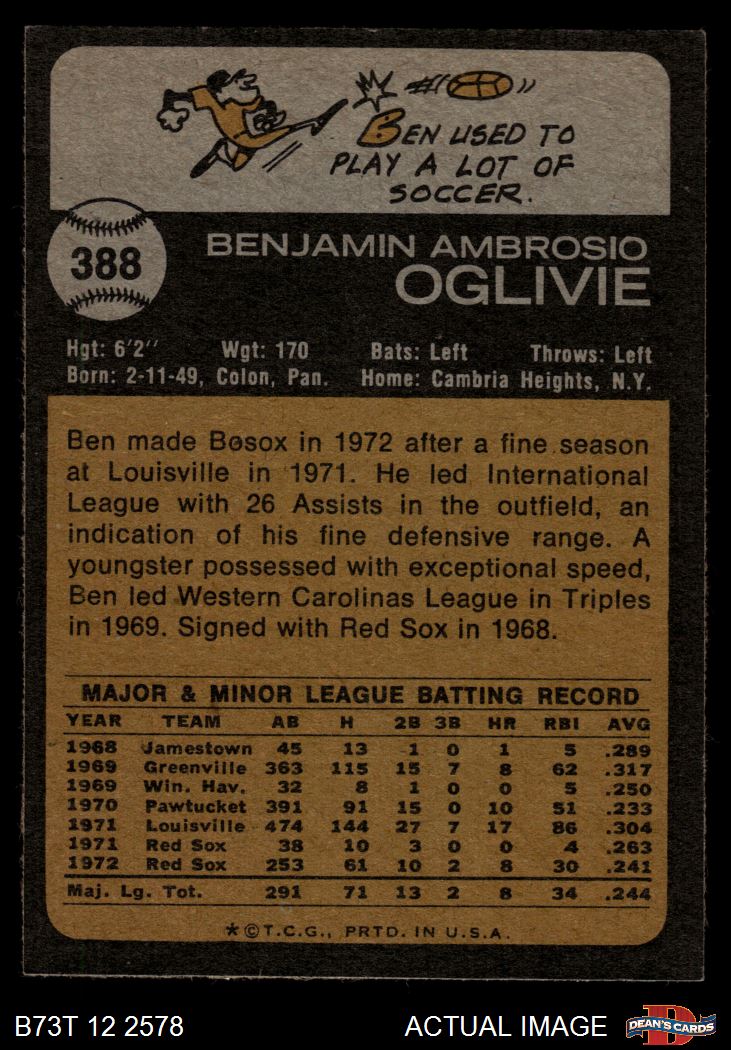 BEN USED TO
PLAY A LOT OF
SOCCER.
388
BENJAMIN AMBROSIO
OGLIVIE
Hgt: 6'2" Wgt: 170 Bats: Left Throws: Left
Born: 2-11-49, Colon, Pan. Home: Cambria Heights, N.Y.
Ben made Bosox in 1972 after a fine season
at Louisville in 1971. He led International
League with 26 Assists in the outfield, an
indication of his fine defensive range. A
youngster possessed with exceptional speed,
Ben led Western Carolinas League in Triples
in 1969. Signed with Red Sox in 1968.
MAJOR & MINOR LEAGUE BATTING RECORD
YEAR TEAM AB H 2B 3B HR RBI AVG
1968 Jamestown 45 13 1 0 1 5 .289
1969 Greenville 363 115 15 7 8 62 .317
1969 Win. Hav. 32 8 1 0 0 5 .250
1970 Pawtucket 391 91 15 0 10 51 .233
1971 Louisville 474 144 27 7 17 86 .304
1971 Red Sox 38 10 3 0 0 4 .263
1972 Red Sox 253 61 10 2 8 30 .241
Maj. Lg. Tot. 291 71 13 2 8 34 .244
*©T.C.G., PRTD. IN U.S.A.
B73T 12 2578 ACTUAL IMAGE DEAN'S CARDS